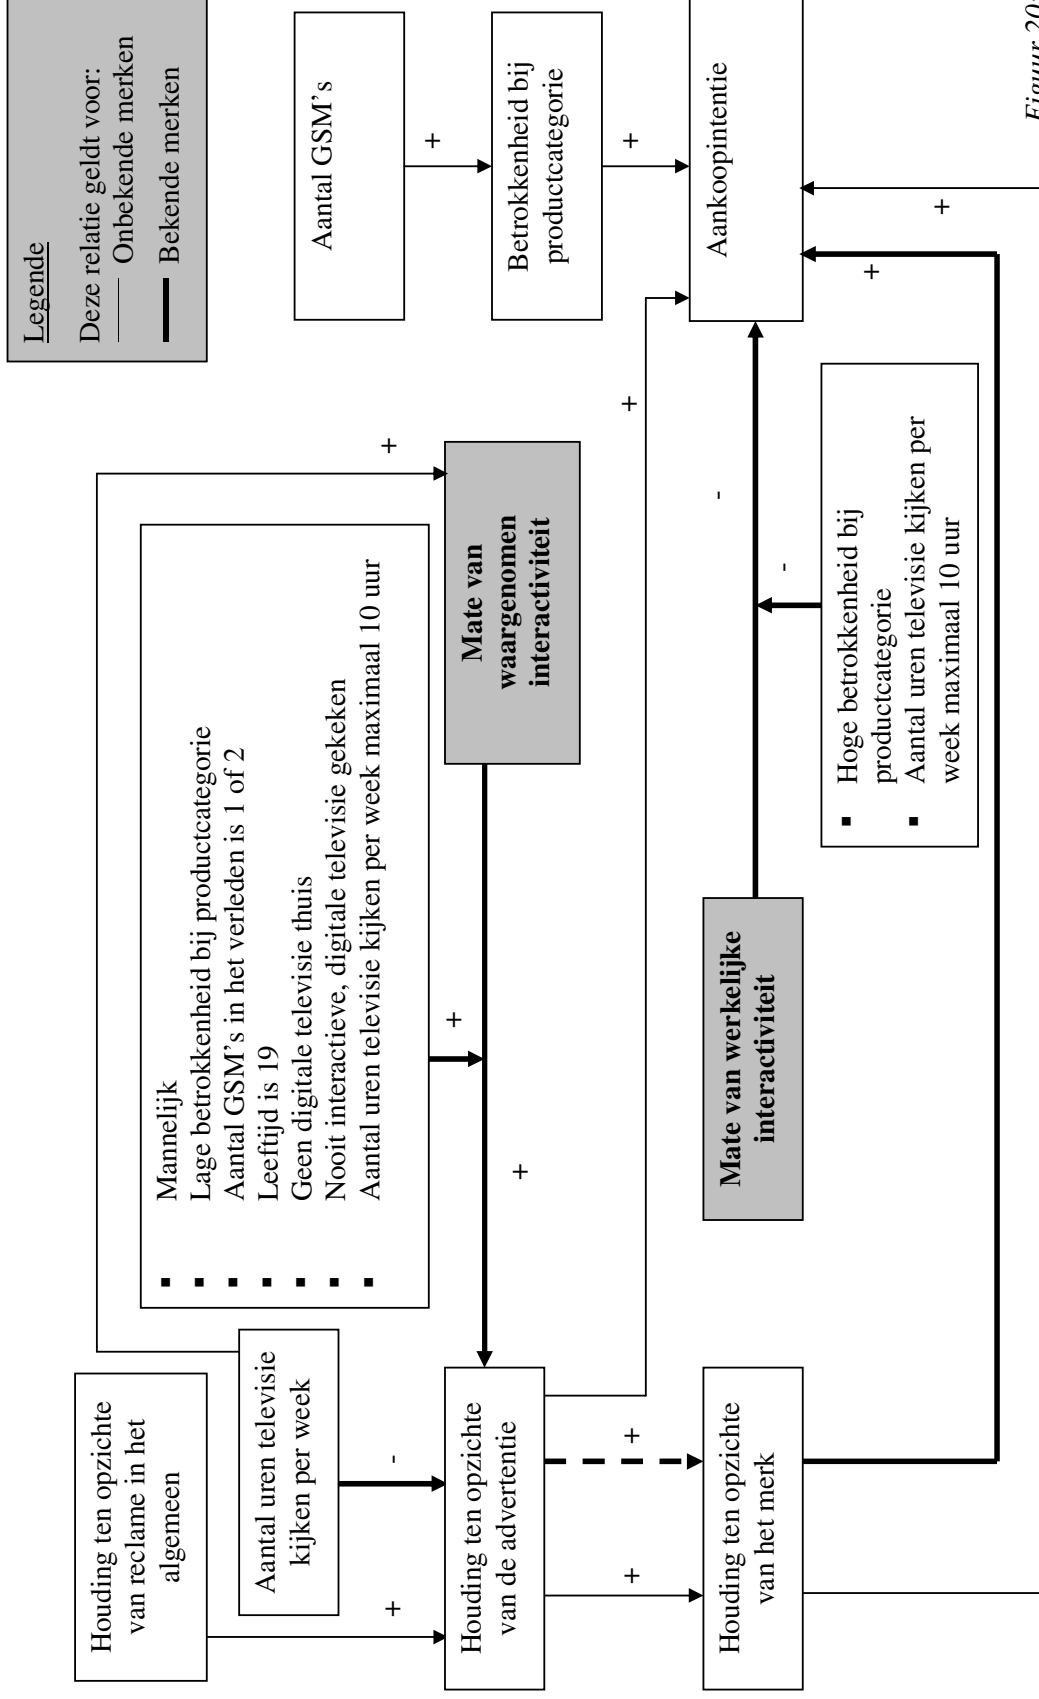 Legende
Deze relatie geldt voor:
Onbekende merken
Bekende merken
Houding ten opzichte
van reclame in het
algemeen
Aantal uren televisie
kijken per week
▪ Mannelijk
▪ Lage betrokkenheid bij productcategorie
▪ Aantal GSM's in het verleden is 1 of 2
▪ Leeftijd is 19
▪ Geen digitale televisie thuis
▪ Nooit interactieve, digitale televisie gekeken
▪ Aantal uren televisie kijken per week maximaal 10 uur
Aantal GSM's
+
+
-
+
+
+
Houding ten opzichte
van de advertentie
Mate van
waargenomen
interactiviteit
Betrokkenheid bij
productcategorie
+
+
+
+
+
-
Houding ten opzichte
van het merk
Mate van werkelijke
interactiviteit
Aankoopintentie
-
▪ Hoge betrokkenheid bij
productcategorie
▪ Aantal uren televisie kijken per
week maximaal 10 uur
+
+